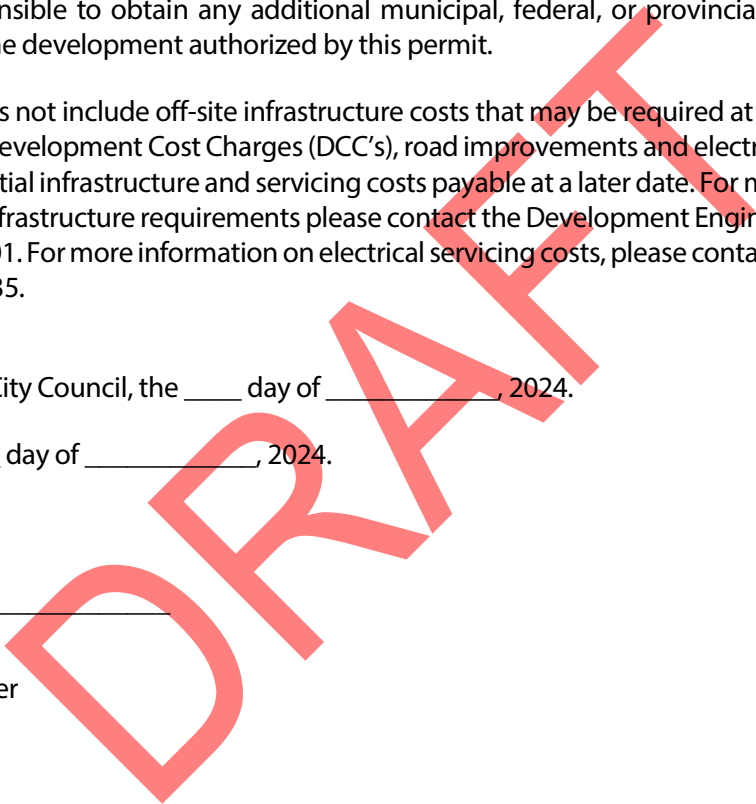 nsible to obtain any additional municipal, federal, or provincia
ne development authorized by this permit.
s not include off-site infrastructure costs that may be required at
evelopment Cost Charges (DCC's), road improvements and electr
tial infrastructure and servicing costs payable at a later date. For m
frastructure requirements please contact the Development Engin
01. For more information on electrical servicing costs, please conta
35.
City Council, the ____ day of ____________, 2024.
day of ____________, 2024.
____________
er
DRAFT